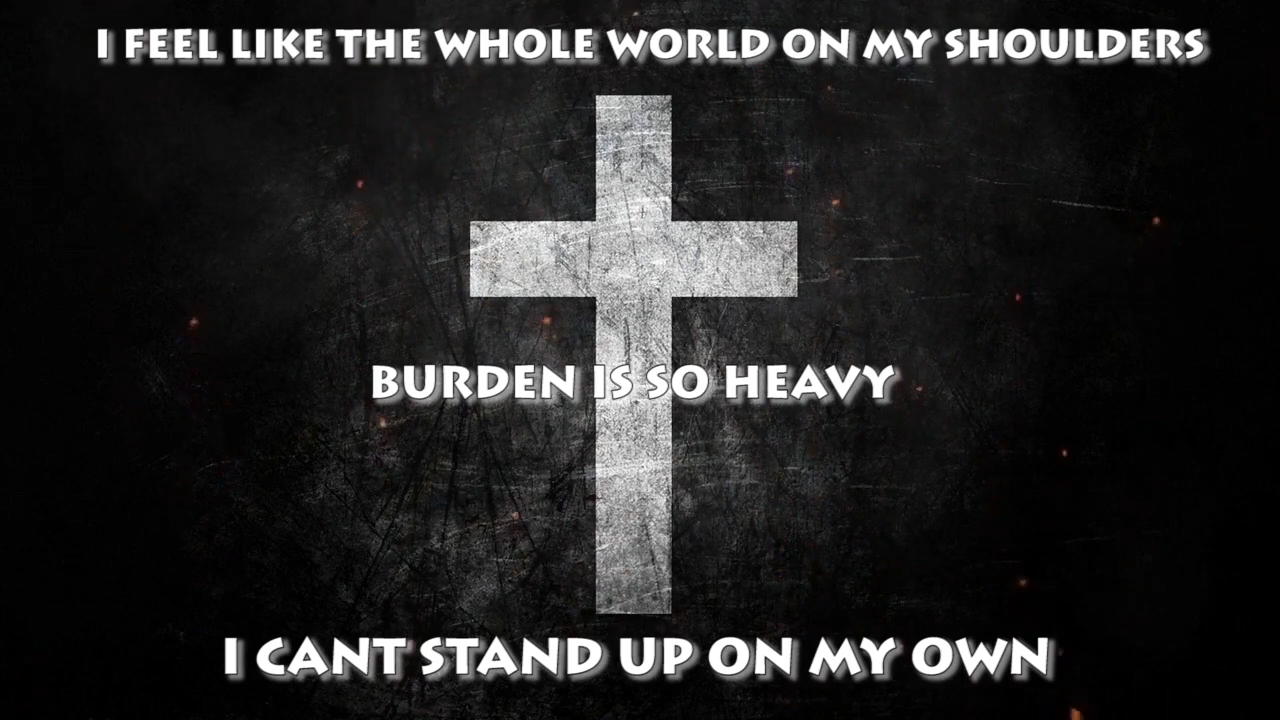 I FEEL LIKE THE WHOLE WORLD ON MY SHOULDERS
BURDEN IS SO HEAVY
I CANT STAND UP ON MY OWN